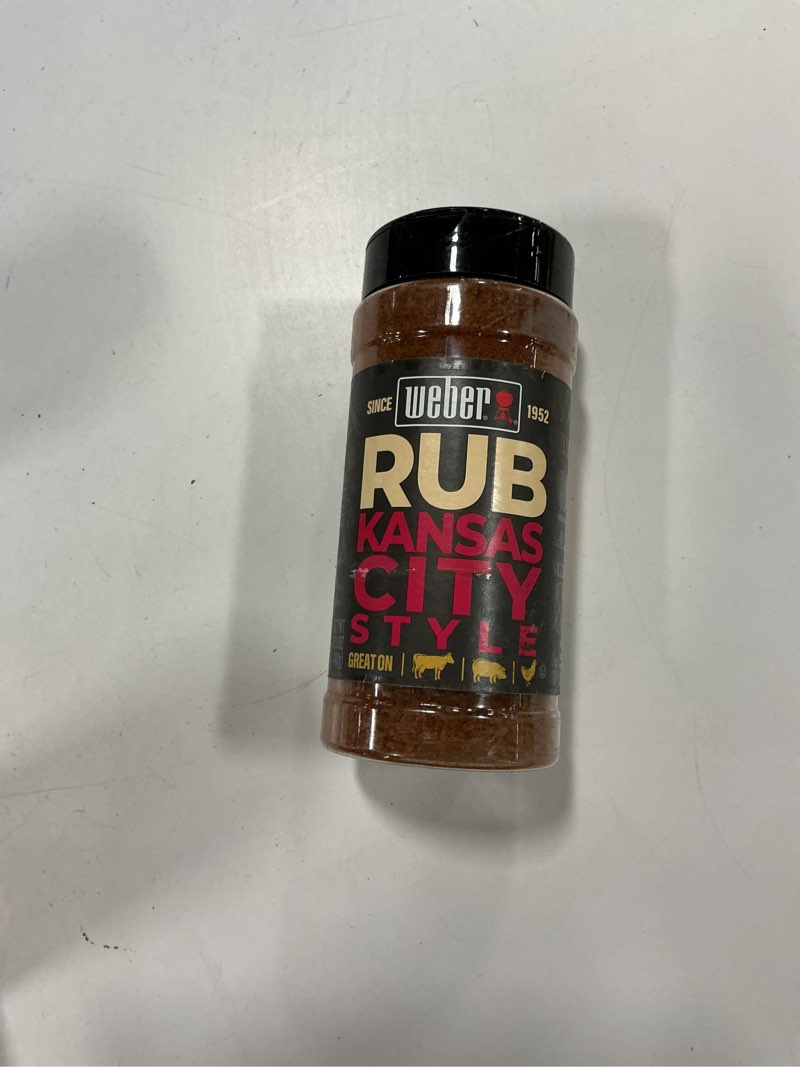 SINCE weber 1952
RUB
KANSAS
CITY
STYLE
GREAT ON